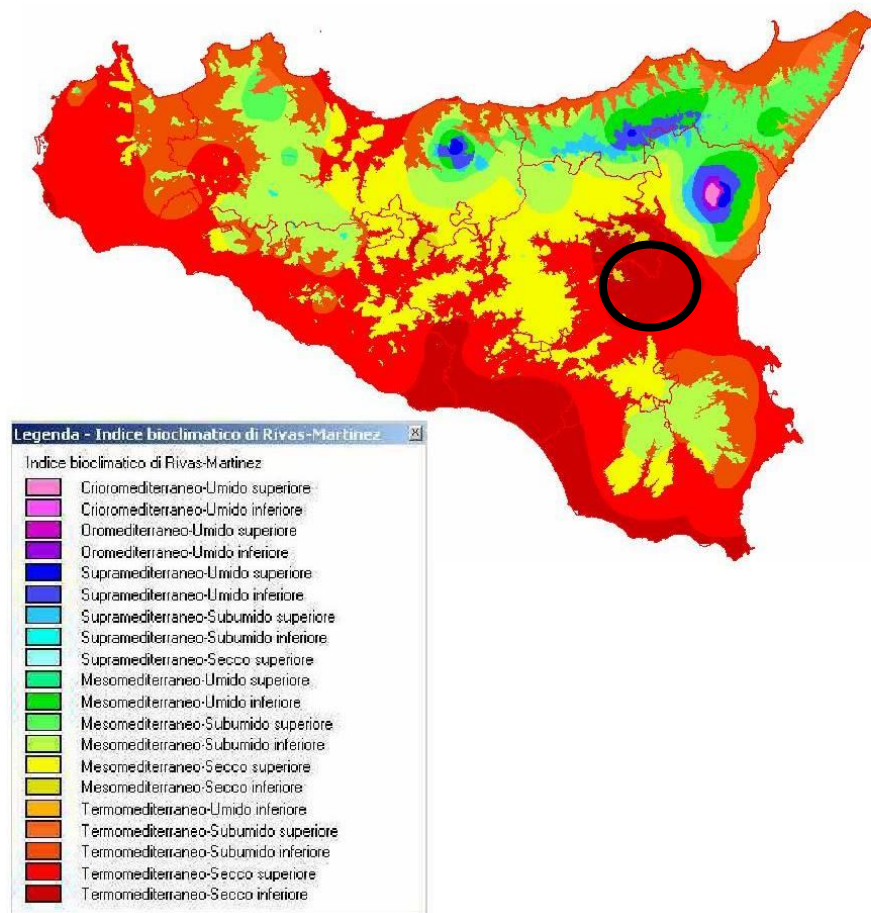 Legenda - Indice bioclimatico di Rivas-Martinez
Indice bioclimatico di Rivas-Martinez
Crioromediterraneo-Umido superiore
Crioromediterraneo-Umido inferiore
Oromediterraneo-Umido superiore
Oromediterraneo-Umido inferiore
Supramediterraneo-Umido superiore
Supramediterraneo-Umido inferiore
Supramediterraneo-Subumido superiore
Supramediterraneo-Subumido inferiore
Supramediterraneo-Secco superiore
Mesomediterraneo-Umido superiore
Mesomediterraneo-Umido inferiore
Mesomediterraneo-Subumido superiore
Mesomediterraneo-Subumido inferiore
Mesomediterraneo-Secco superiore
Mesomediterraneo-Secco inferiore
Termomediterraneo-Umido inferiore
Termomediterraneo-Subumido superiore
Termomediterraneo-Subumido inferiore
Termomediterraneo-Secco superiore
Termomediterraneo-Secco inferiore